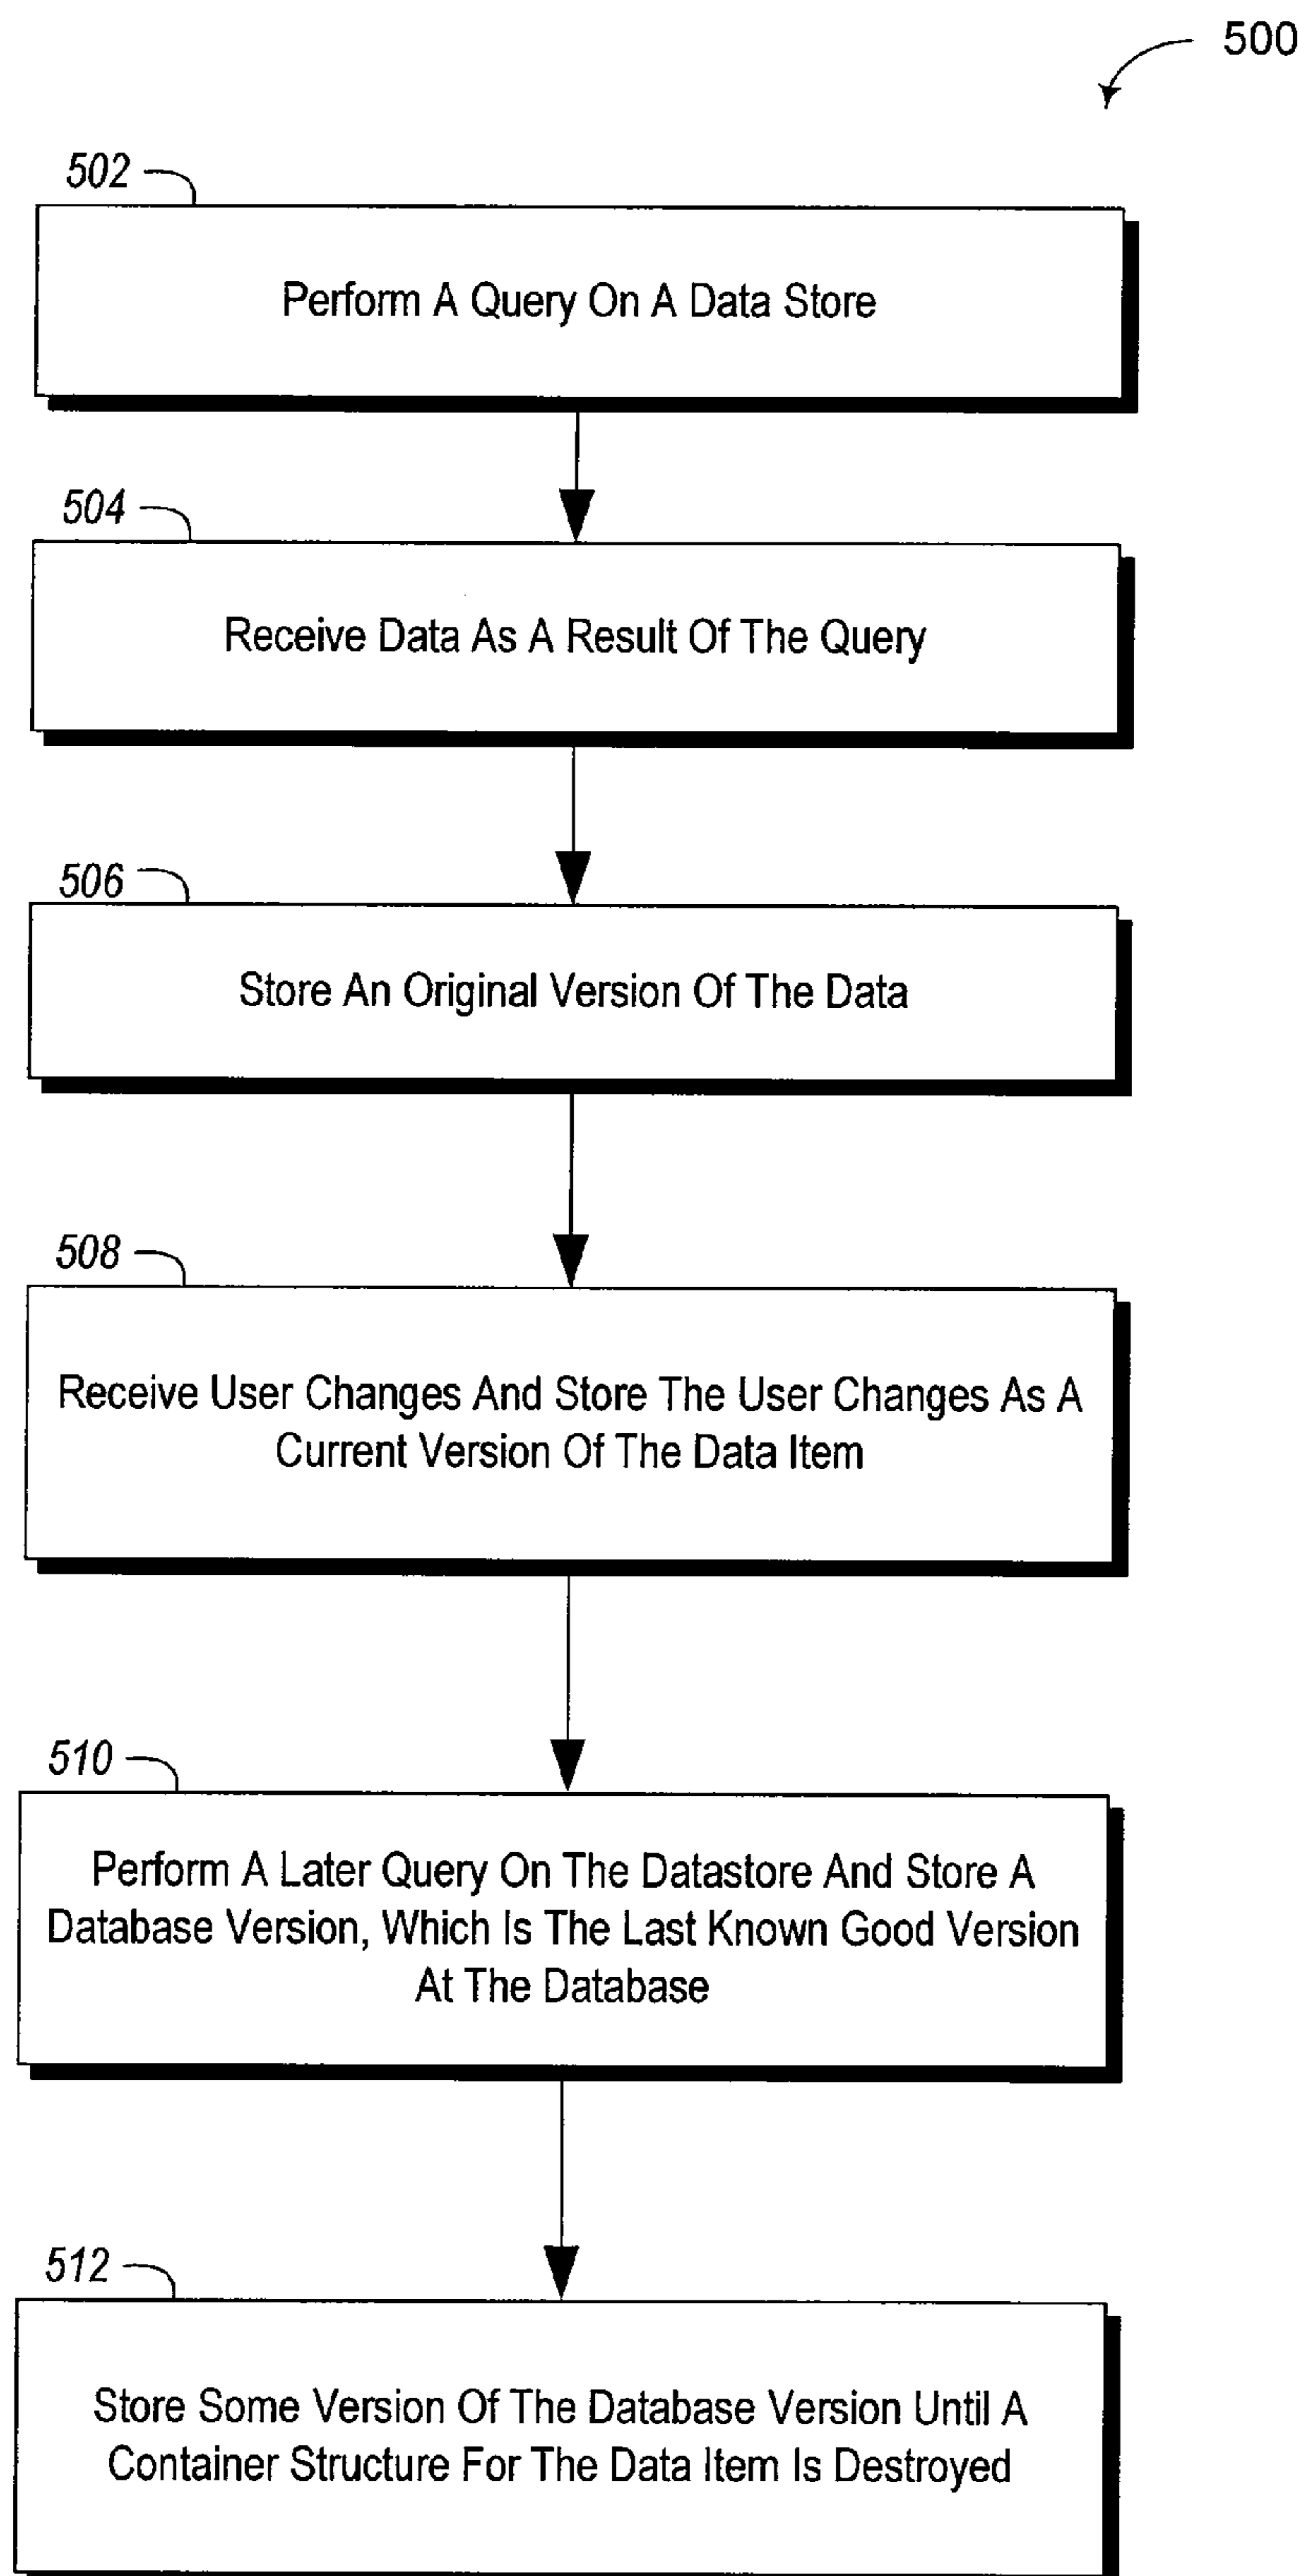 500
502
Perform A Query On A Data Store
504
Receive Data As A Result Of The Query
506
Store An Original Version Of The Data
508
Receive User Changes And Store The User Changes As A
Current Version Of The Data Item
510
Perform A Later Query On The Datastore And Store A
Database Version, Which Is The Last Known Good Version
At The Database
512
Store Some Version Of The Database Version Until A
Container Structure For The Data Item Is Destroyed